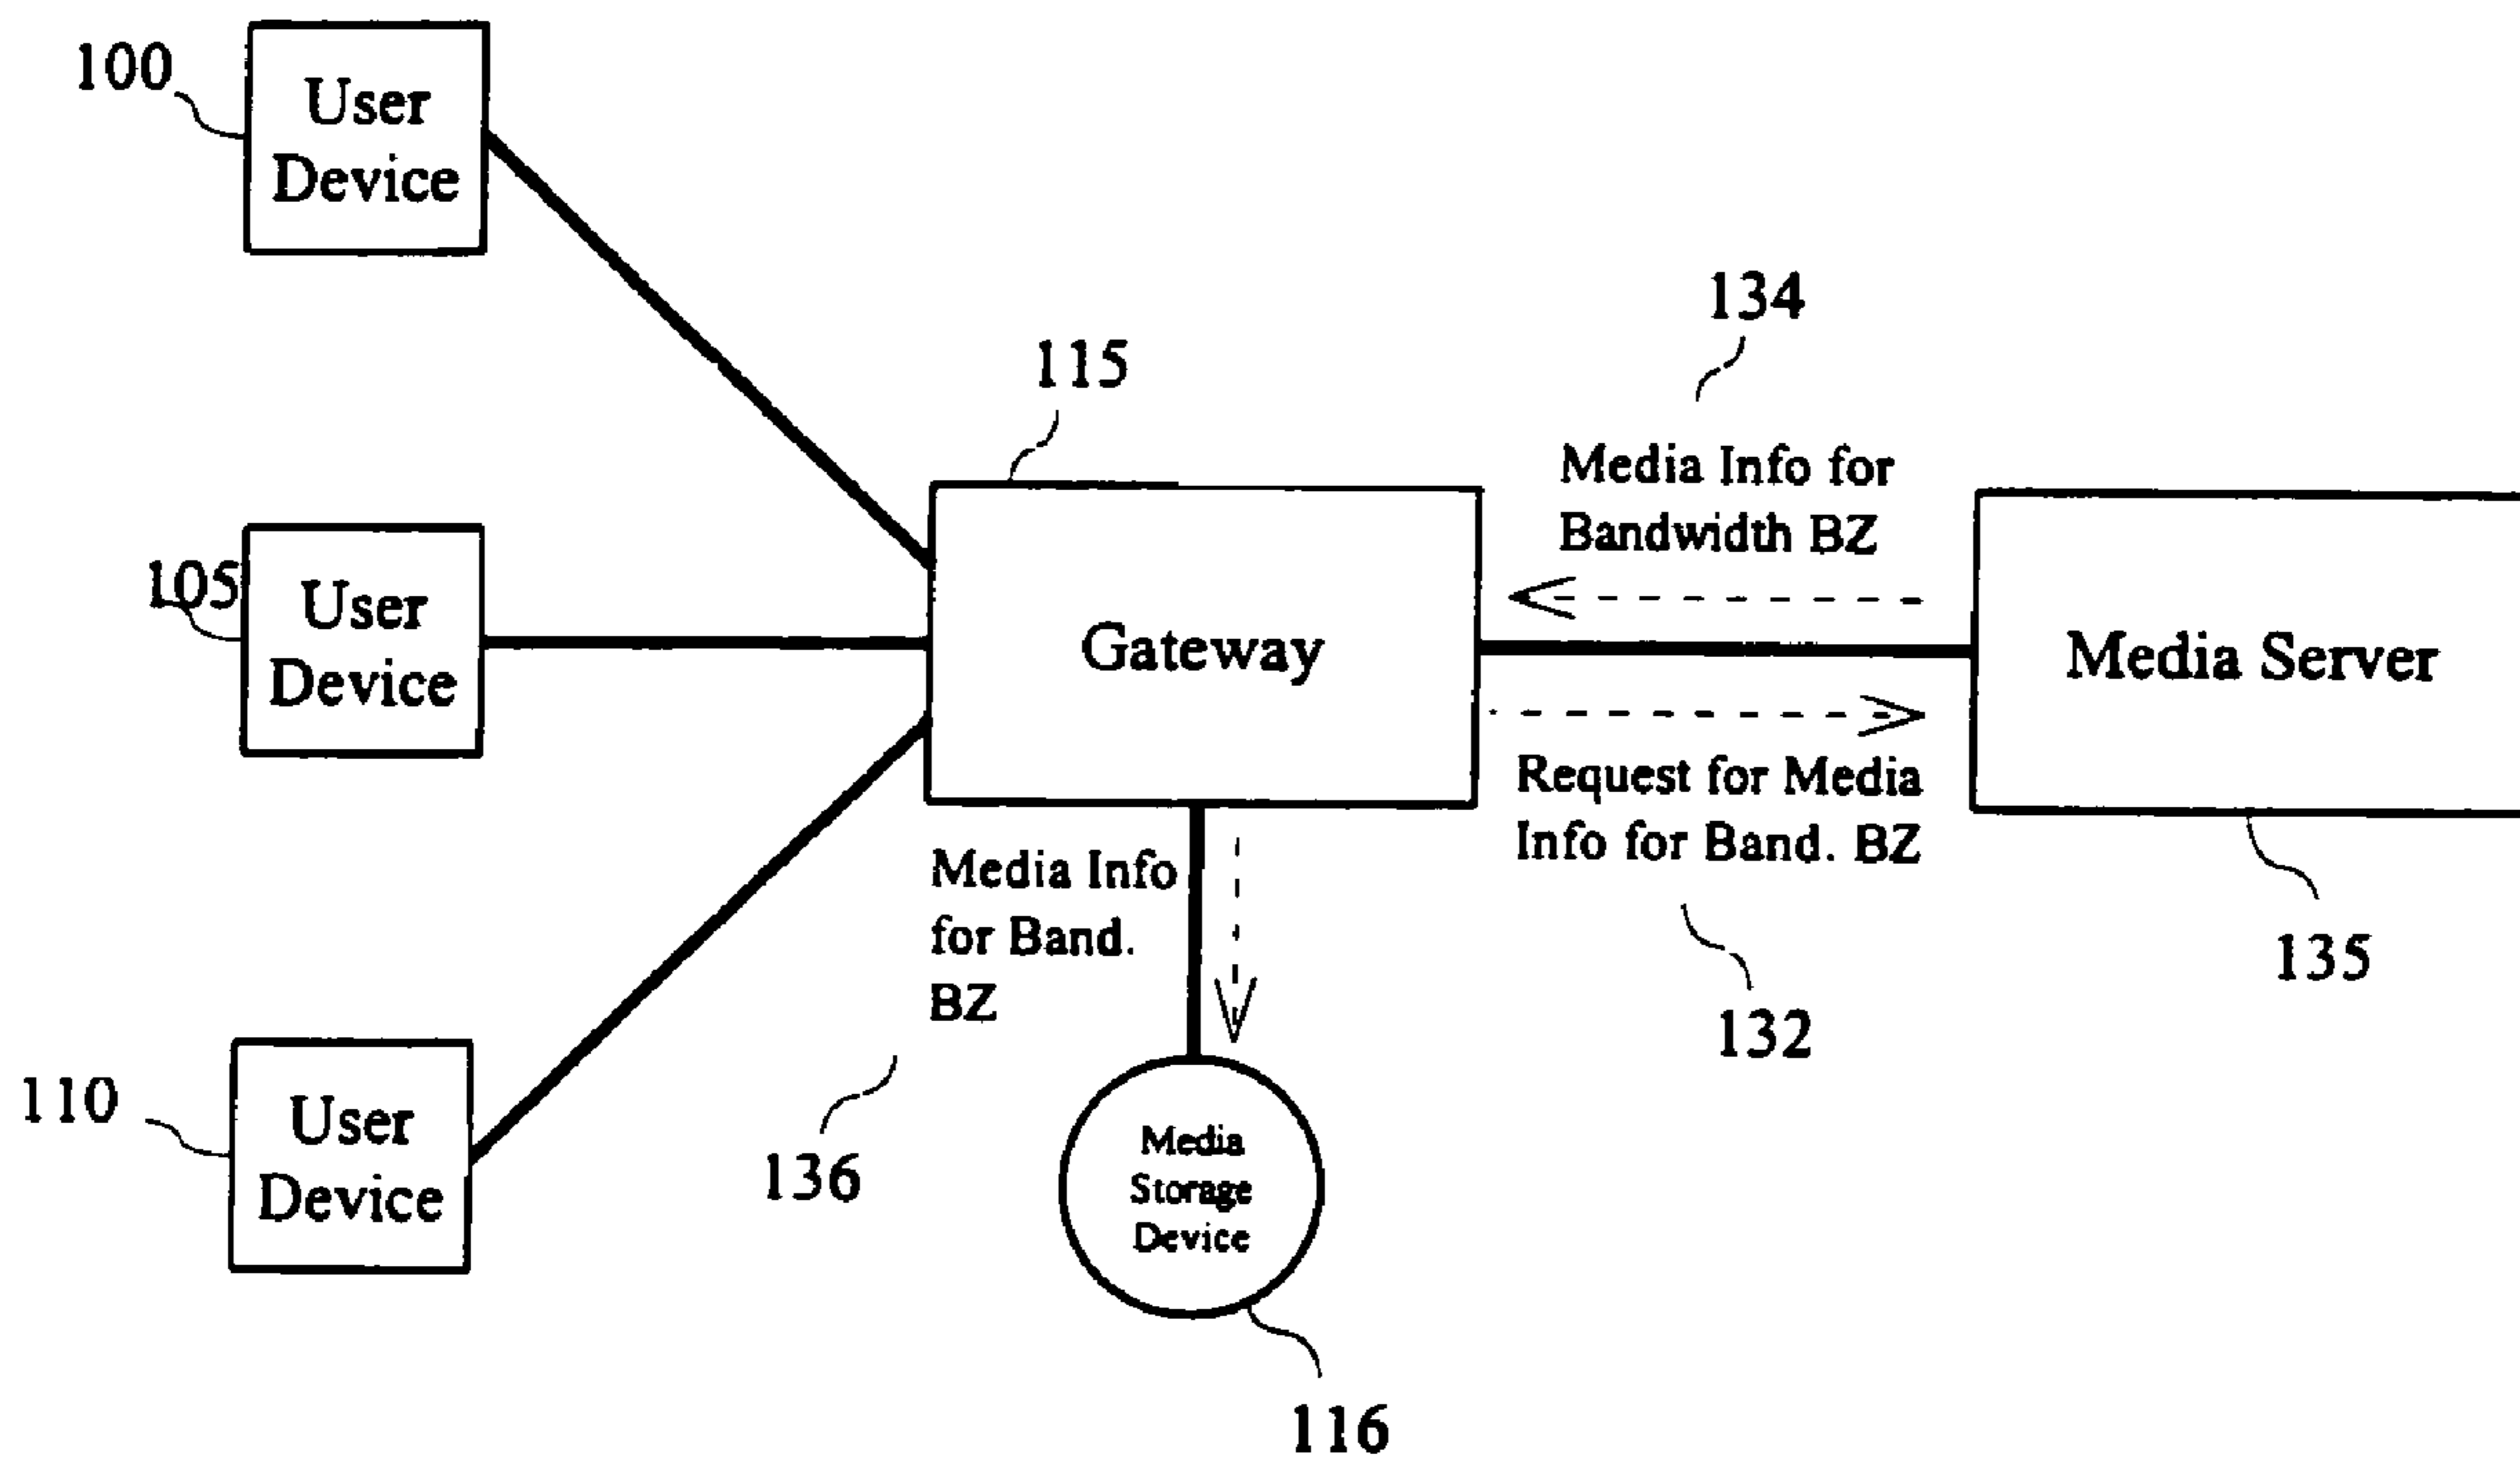 100
User
Device
134
115
Media Info for
Bandwidth BZ
105
User
Device
Gateway
Media Server
Request for Media
Info for Band. BZ
Media Info
for Band.
BZ
135
132
110
User
Device
136
Media
Storage
Device
116